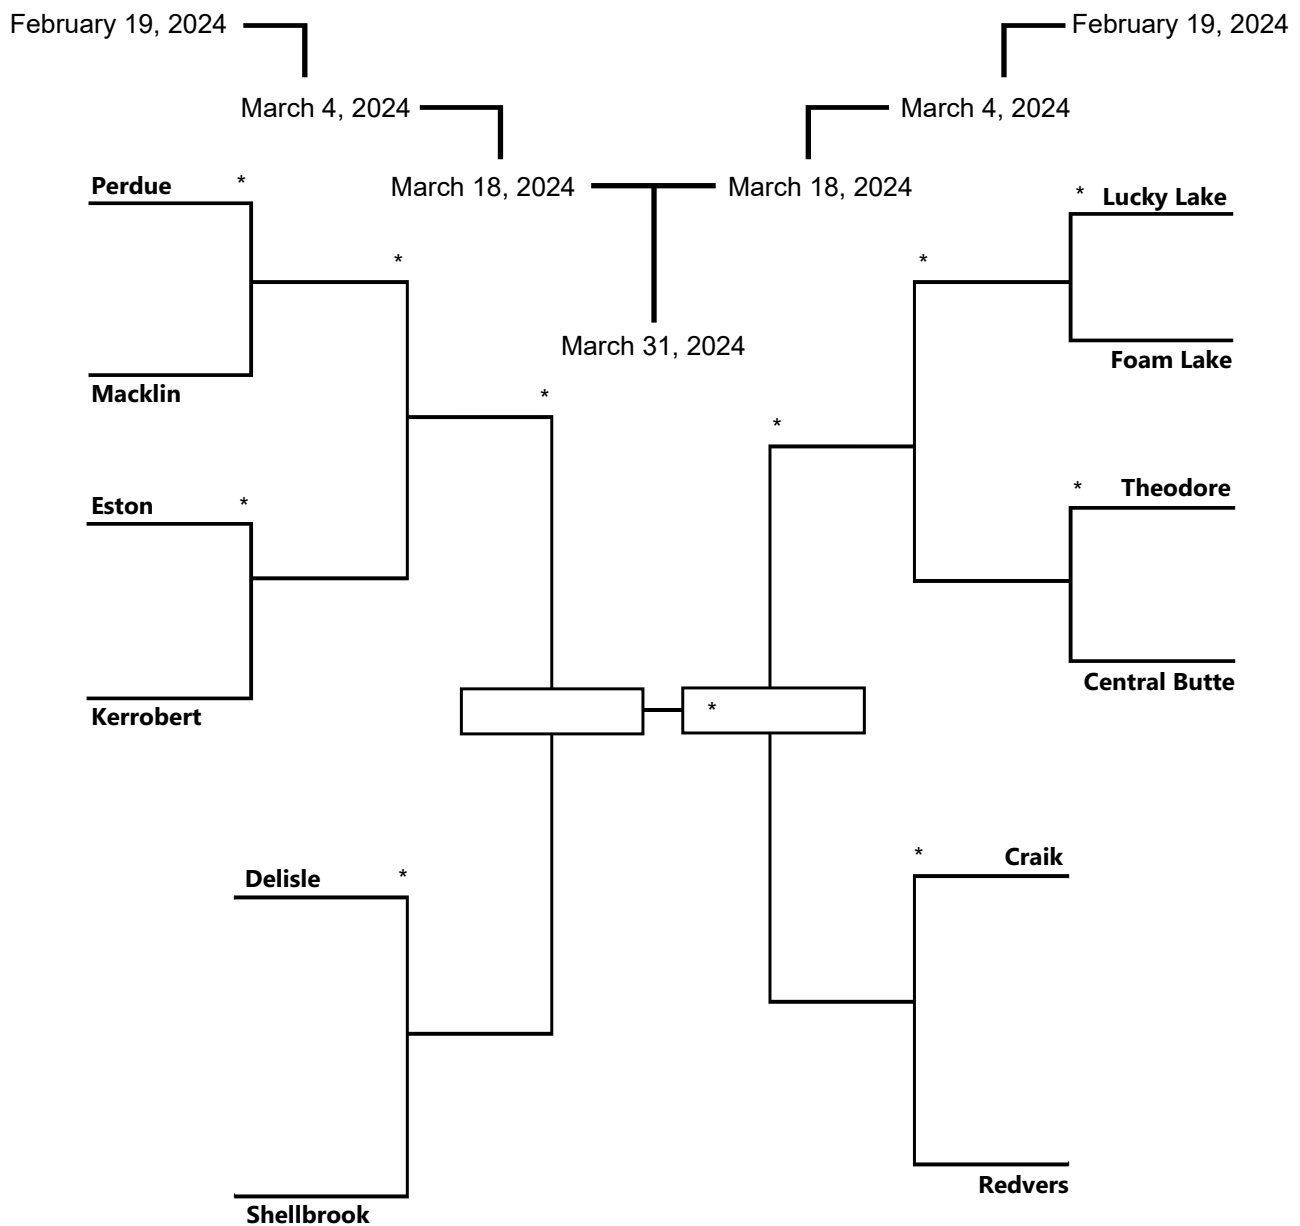 February 19, 2024
February 19, 2024
March 4, 2024
March 4, 2024
March 18, 2024
March 18, 2024
Perdue *
* Lucky Lake
*
*
March 31, 2024
Foam Lake
Macklin
*
*
Eston *
* Theodore
Central Butte
Kerrobert
*
* Craik
Delisle *
Redvers
Shellbrook